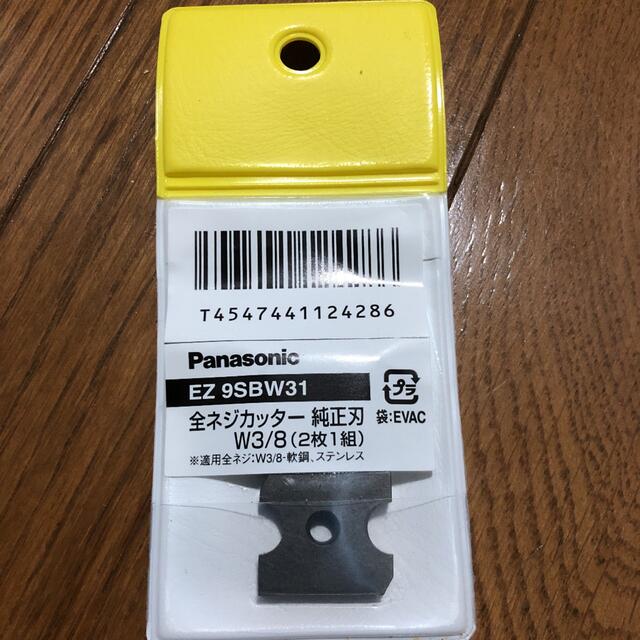 T4547441124286
Panasonic
EZ 9SBW31
全ネジカッター 純正刃
W3/8(2枚1組)
※適用全ネジ:W3/8-軟鋼、ステンレス
プラ
袋:EVAC